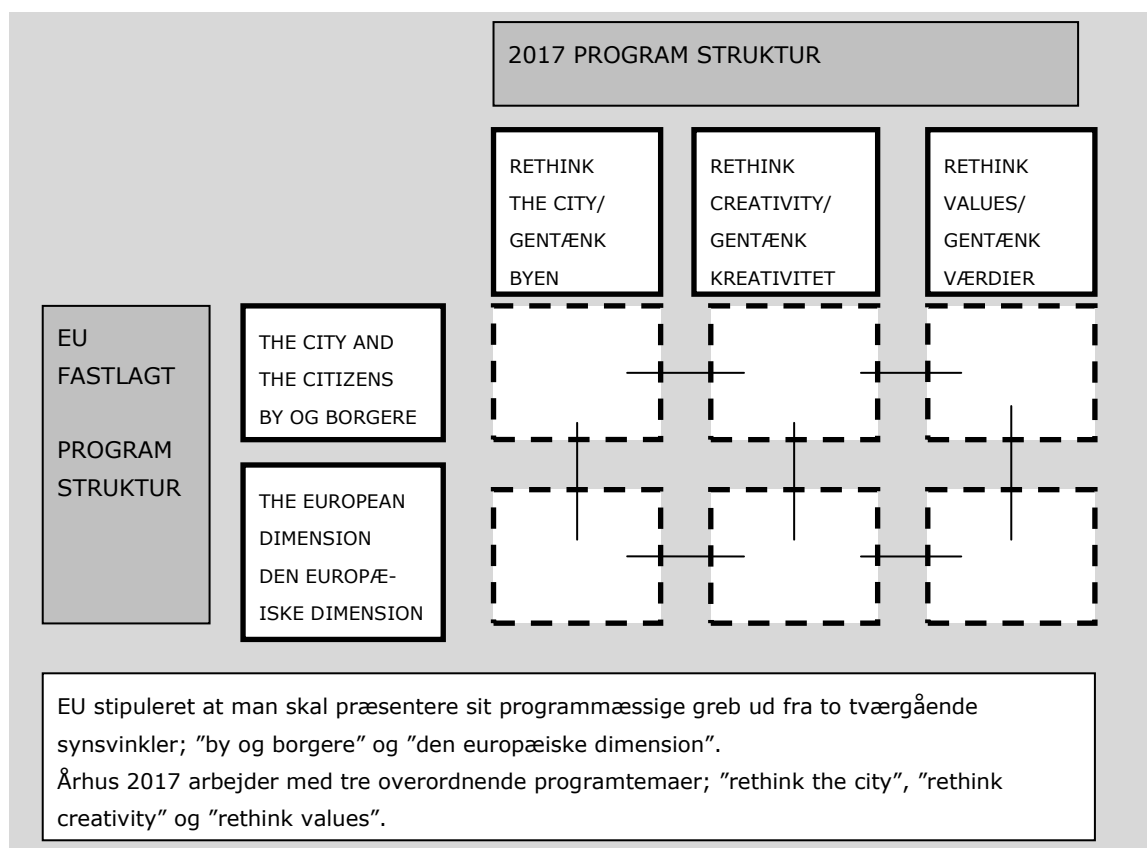 2017 PROGRAM STRUKTUR
RETHINK
THE CITY/
GENTÆNK
BYEN
RETHINK
CREATIVITY/
GENTÆNK
KREATIVITET
RETHINK
VALUES/
GENTÆNK
VÆRDIER
EU
FASTLAGT
PROGRAM
STRUKTUR
THE CITY AND
THE CITIZENS
BY OG BORGERE
THE EUROPEAN
DIMENSION
DEN EUROPÆ-
ISKE DIMENSION
EU stipuleret at man skal præsentere sit programmæssige greb ud fra to tværgående
synsvinkler; ”by og borgere” og ”den europæiske dimension”.
Århus 2017 arbejder med tre overordnende programtemaer; ”rethink the city”, ”rethink
creativity” og ”rethink values”.